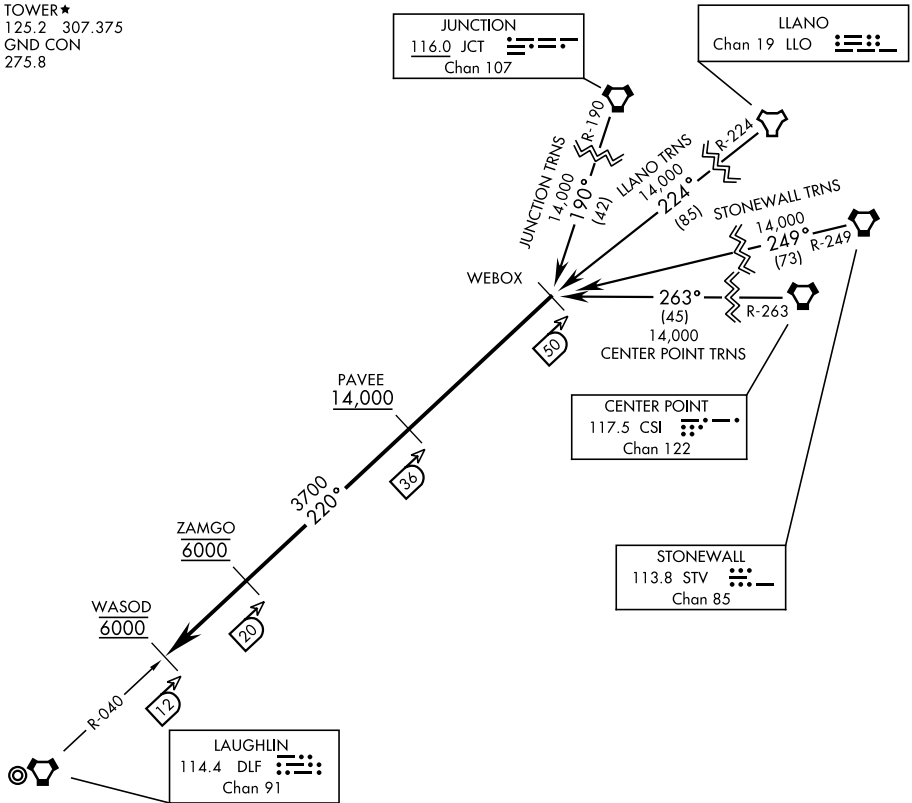 TOWER★
125.2 307.375
GND CON
275.8
JUNCTION
116.0 JCT
Chan 107
LLANO
Chan 19 LLO
R-190
JUNCTION TRNS
14,000
190°
(42)
R-224
LLANO TRNS
14,000
224°
(85)
STONEWALL TRNS
14,000
249°
(73)
R-249
WEBOX
263°
(45)
14,000
R-263
CENTER POINT TRNS
50
PAVEE
14,000
36
CENTER POINT
117.5 CSI
Chan 122
3700
220°
ZAMGO
6000
20
STONEWALL
113.8 STV
Chan 85
WASOD
6000
12
R-040
LAUGHLIN
114.4 DLF
Chan 91